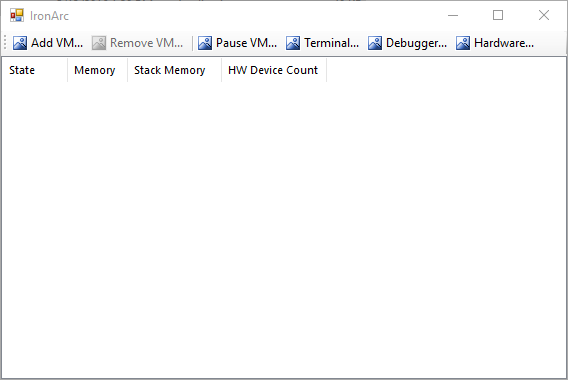 IronArc
Add VM... Remove VM... Pause VM... Terminal... Debugger... Hardware...
State Memory Stack Memory HW Device Count